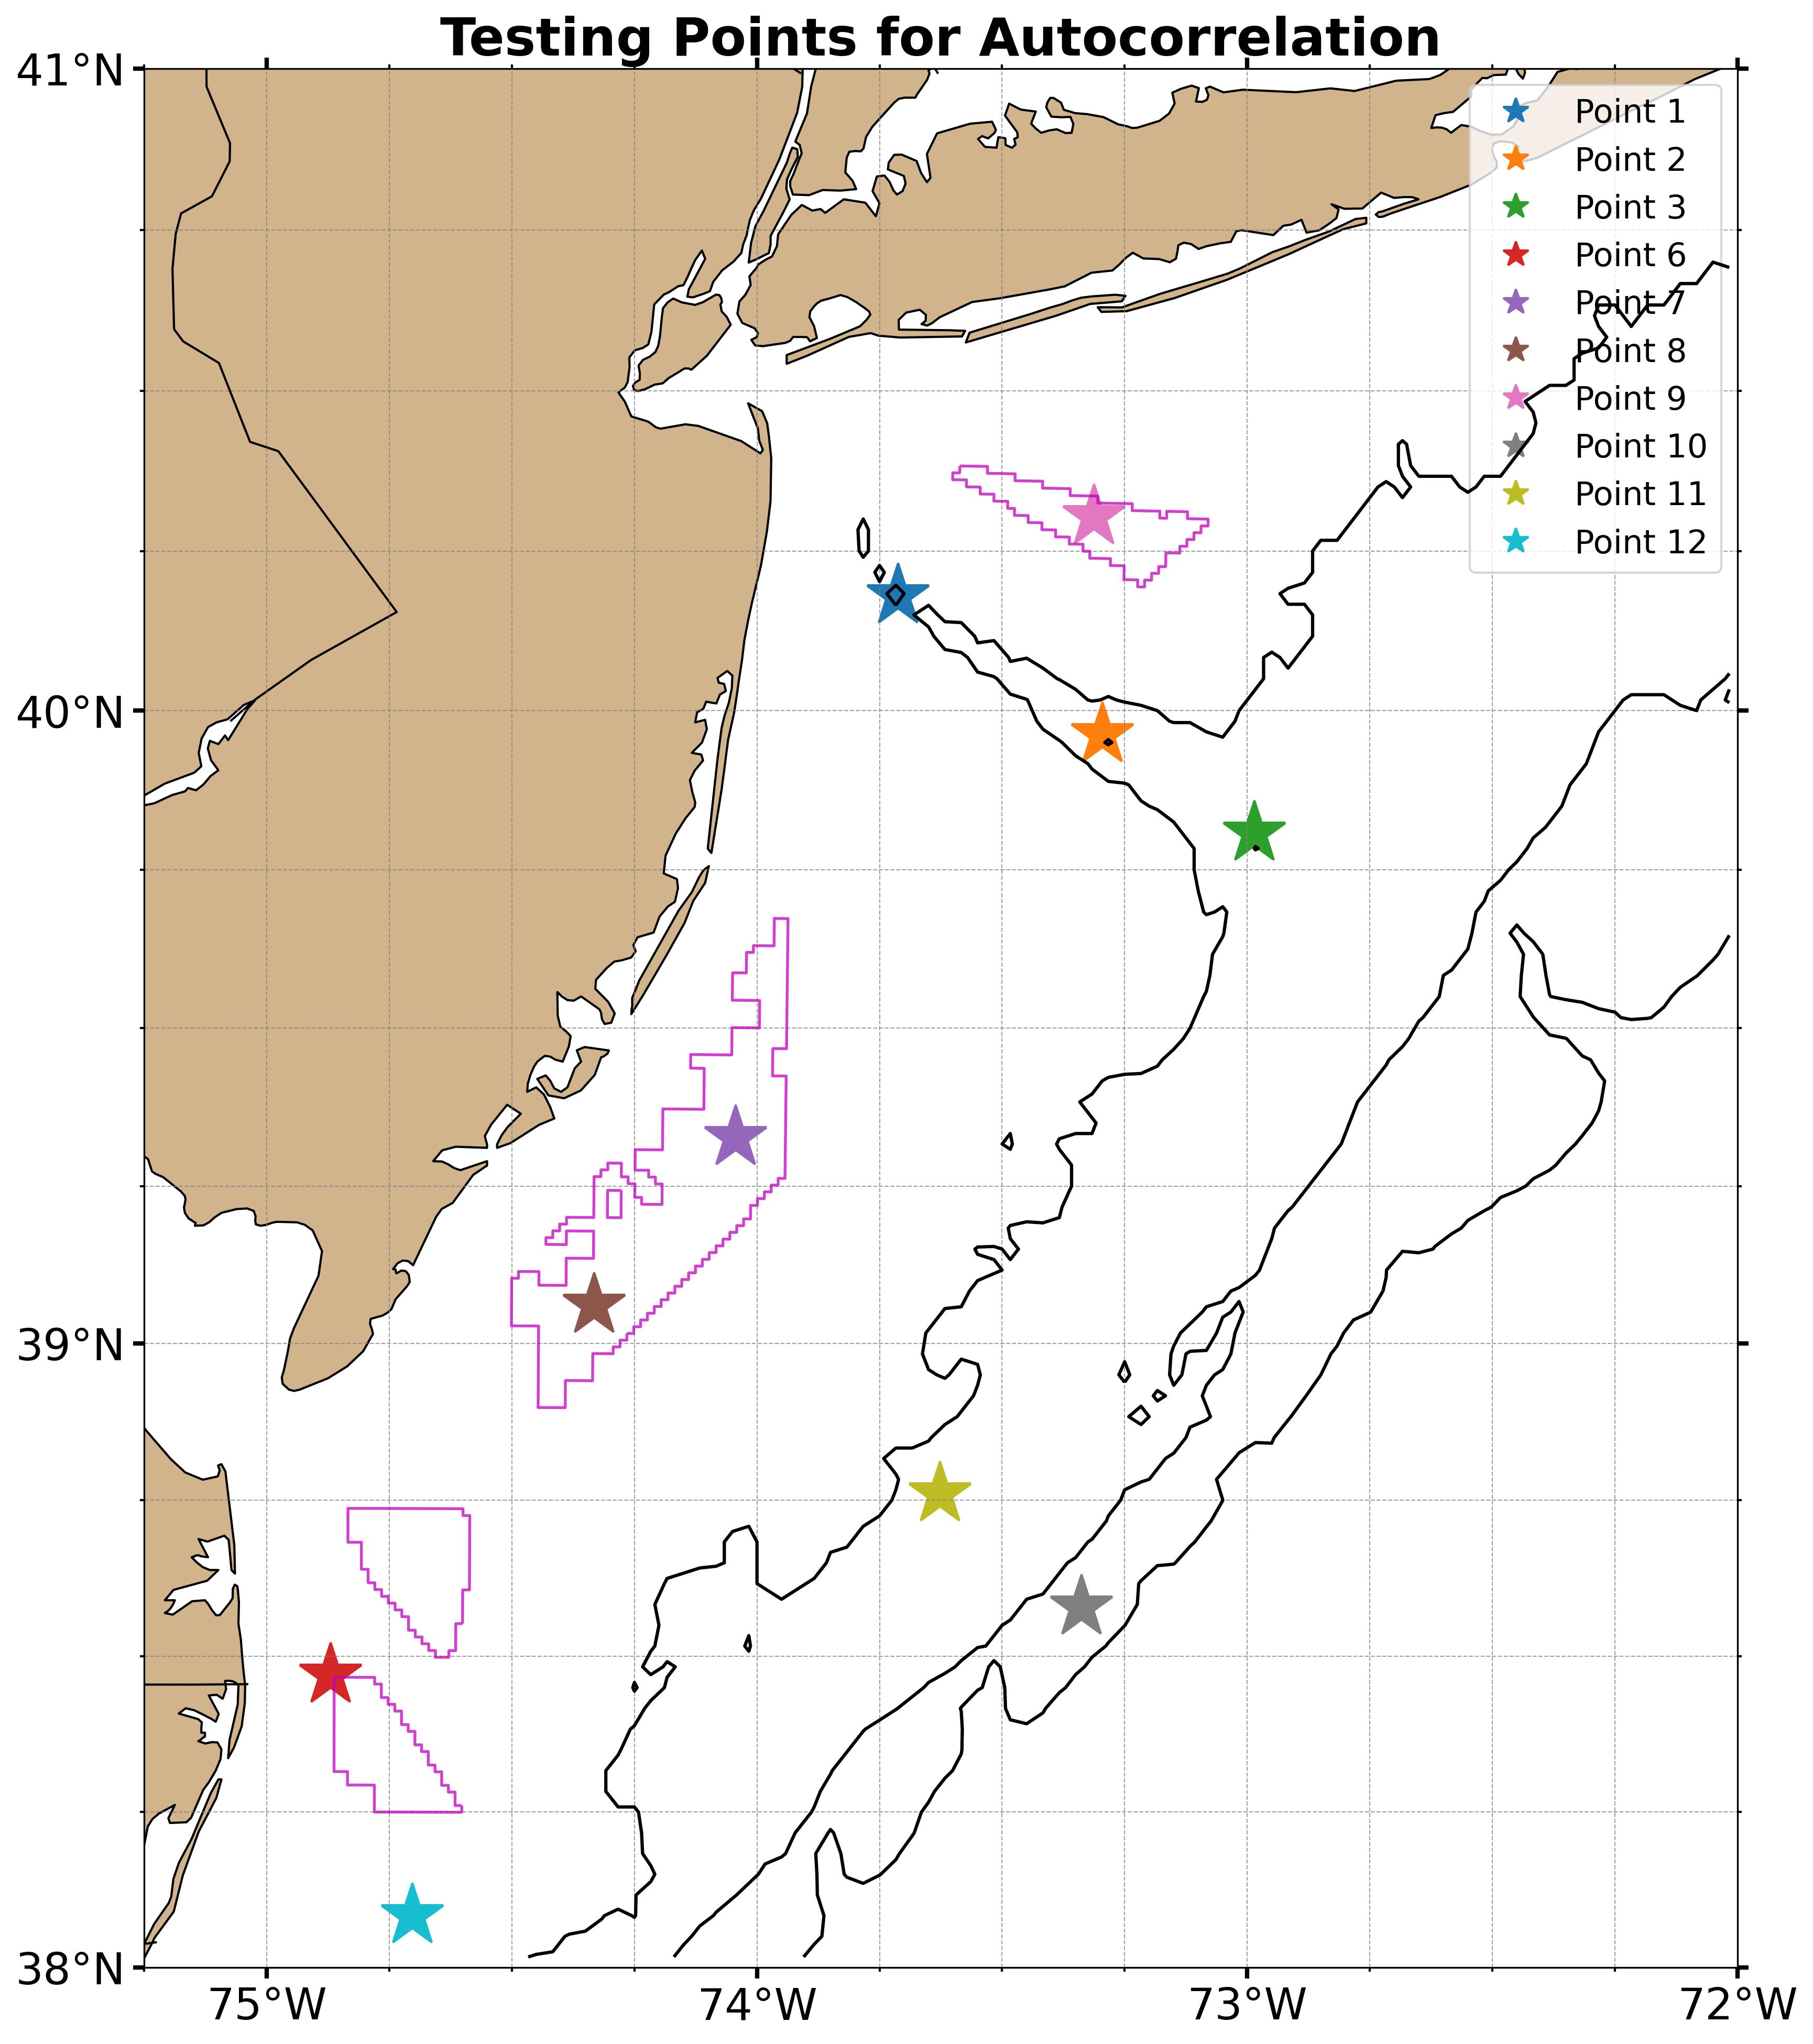 Testing Points for Autocorrelation
41°N
40°N
39°N
38°N
75°W
74°W
73°W
72°W
Point 1
Point 2
Point 3
Point 6
Point 7
Point 8
Point 9
Point 10
Point 11
Point 12